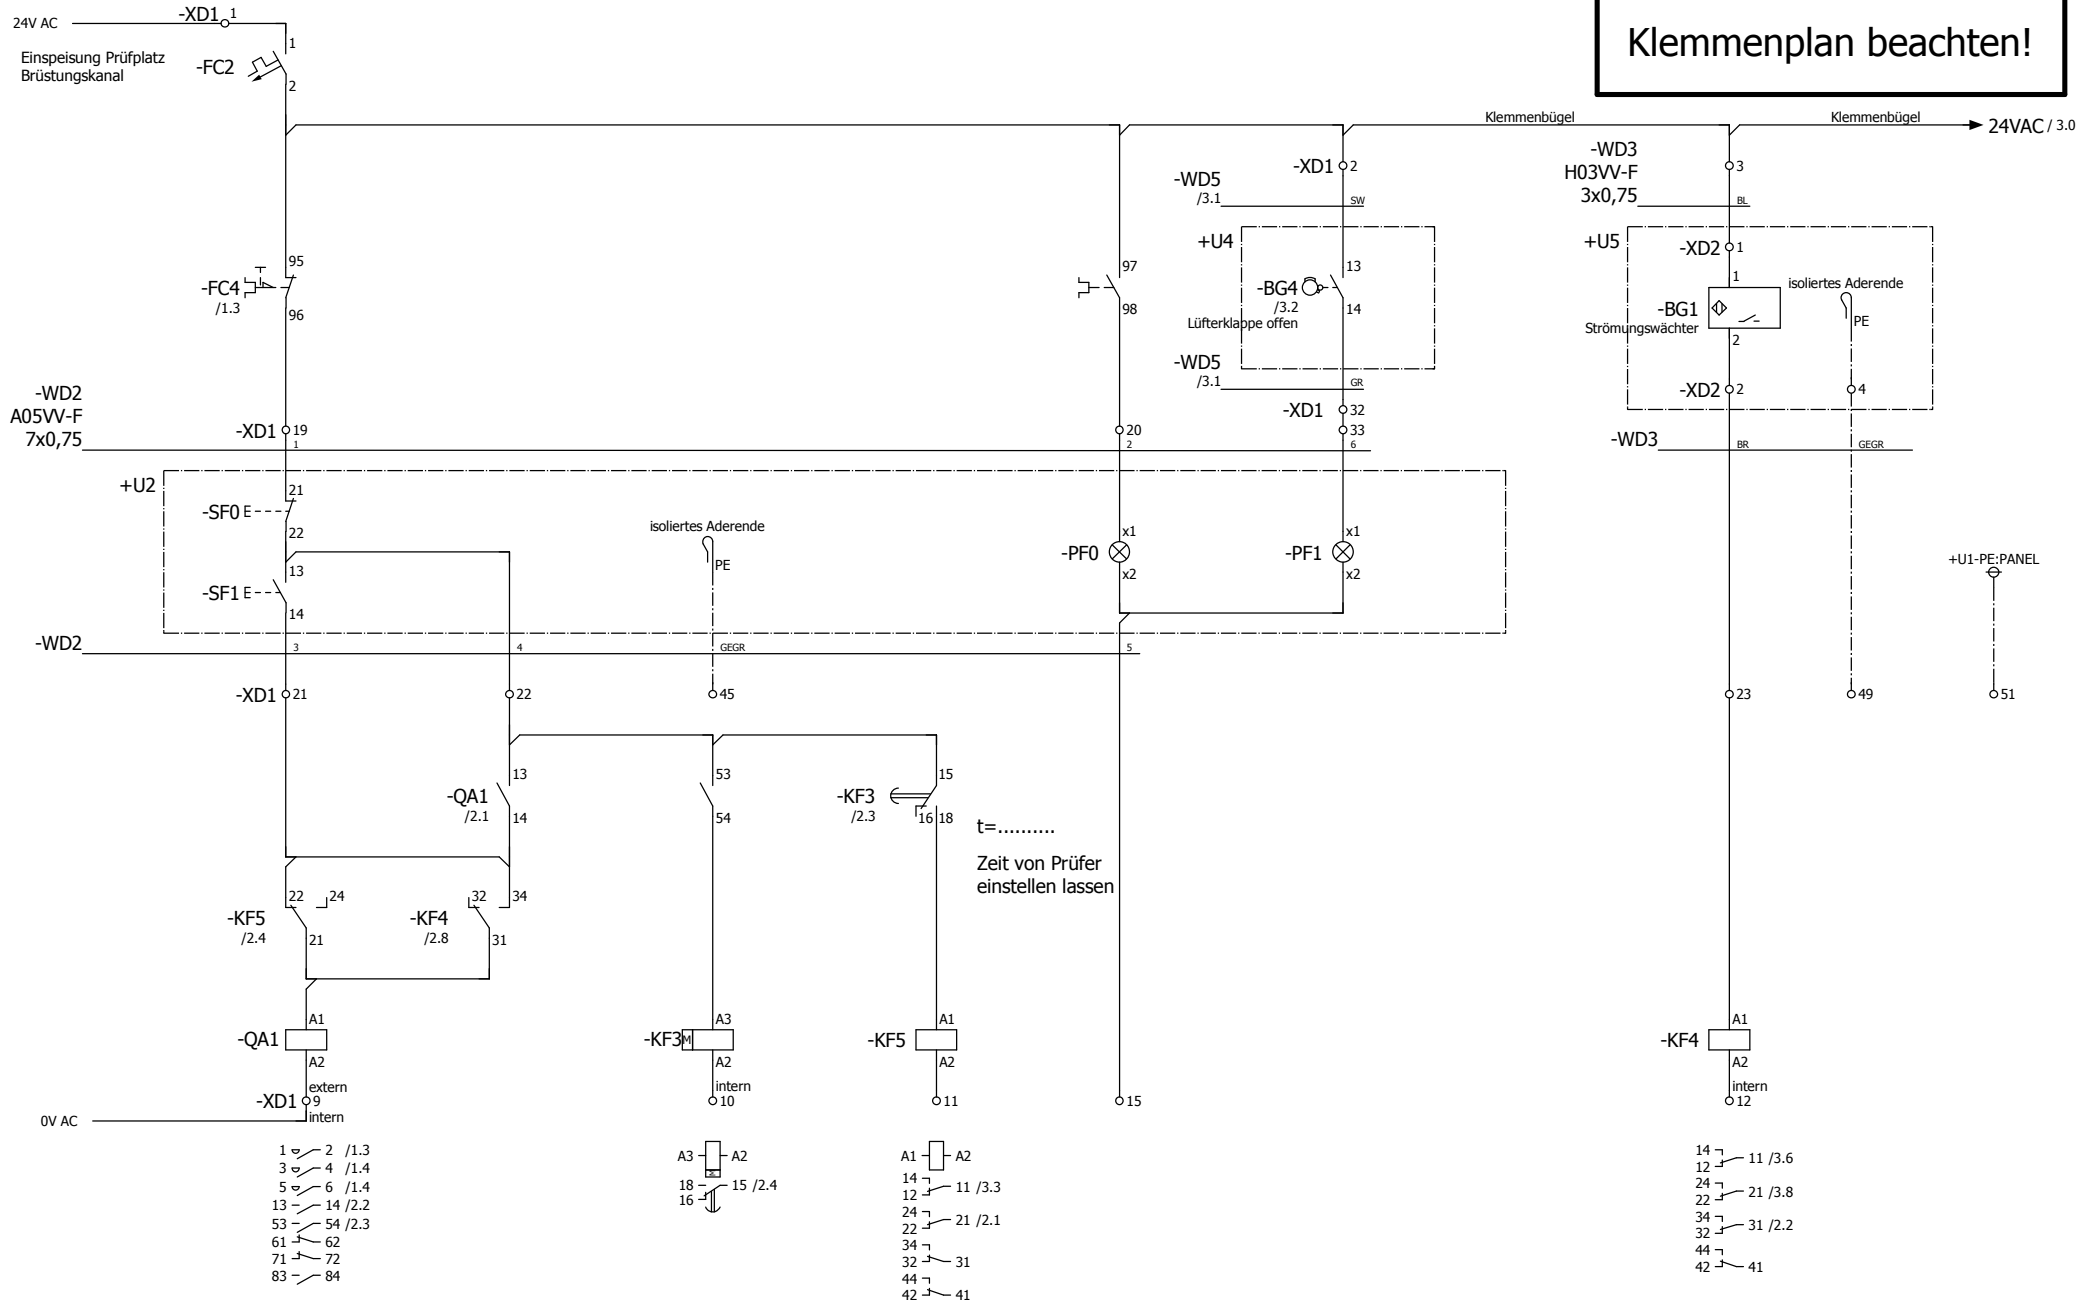 Klemmenplan beachten!
24V AC
-XD1 1
Einspeisung Prüfplatz
Brüstungskanal
-FC2
1
2
Klemmenbügel
Klemmenbügel
24VAC / 3.0
-XD1 2
-WD5
/3.1
SW
-WD3
H03VV-F
3x0,75
3
BL
-FC4
/1.3
95
96
97
98
+U4
-BG4
/3.2
Lüfterklappe offen
13
14
-WD5
/3.1
GR
-XD1 32
33
+U5
-XD2 1
1
-BG1
Strömungswächter
2
isoliertes Aderende
PE
-XD2 2
4
-WD3
BR
GEGR
-WD2
A05VV-F
7x0,75
-XD1 19
1
20
2
6
+U2
-SF0 E
21
22
-SF1 E
13
14
isoliertes Aderende
PE
-PF0
x1
x2
-PF1
x1
x2
+U1-PE:PANEL
-WD2
3
4
GEGR
5
-XD1 21
22
45
23
49
51
-QA1
/2.1
13
14
53
54
-KF3
/2.3
15
16 18
t=..........
Zeit von Prüfer
einstellen lassen
-KF5
/2.4
22 24
21
-KF4
/2.8
32 34
31
-QA1
A1
A2
-KF3
M
A3
A2
-KF5
A1
A2
-KF4
A1
A2
extern
-XD1 9
intern
0V AC
intern
10
11
15
intern
12
1 2 /1.3
3 4 /1.4
5 6 /1.4
13 14 /2.2
53 54 /2.3
61 62
71 72
83 84
A3 A2
18 15 /2.4
16
A1 A2
14
12 11 /3.3
24
22 21 /2.1
34
32 31
44
42 41
14
12 11 /3.6
24
22 21 /3.8
34
32 31 /2.2
44
42 41